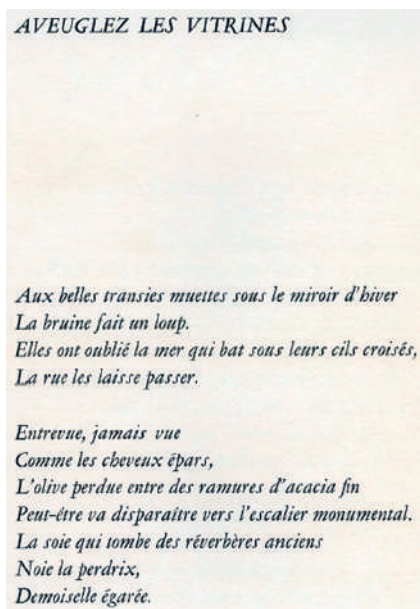 AVEUGLEZ LES VITRINES
Aux belles transies muettes sous le miroir d'hiver
La bruine fait un loup.
Elles ont oublié la mer qui bat sous leurs cils croisés,
La rue les laisse passer.
Entrevue, jamais vue
Comme les cheveux épars,
L'olive perdue entre des ramures d'acacia fin
Peut-être va disparaître vers l'escalier monumental.
La soie qui tombe des réverbères anciens
Noie la perdrix,
Demoiselle égarée.